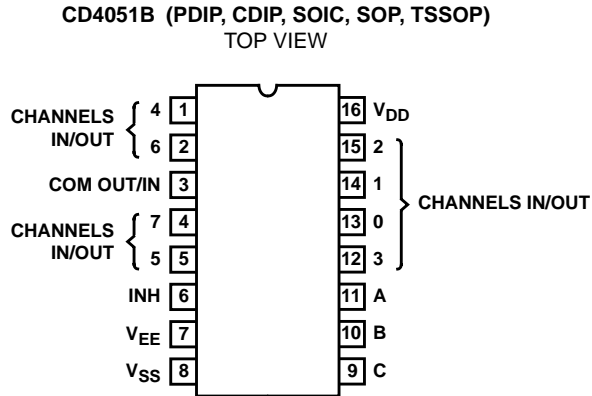 CD4051B (PDIP, CDIP, SOIC, SOP, TSSOP)
TOP VIEW
CHANNELS IN/OUT
4 1
6 2
COM OUT/IN 3
CHANNELS IN/OUT
7 4
5 5
INH 6
VEE 7
VSS 8
16 VDD
15 2
14 1
13 0
12 3
CHANNELS IN/OUT
11 A
10 B
9 C